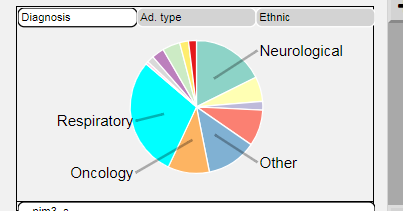 Diagnosis Ad. type Ethnic
Neurological
Respiratory
Other
Oncology